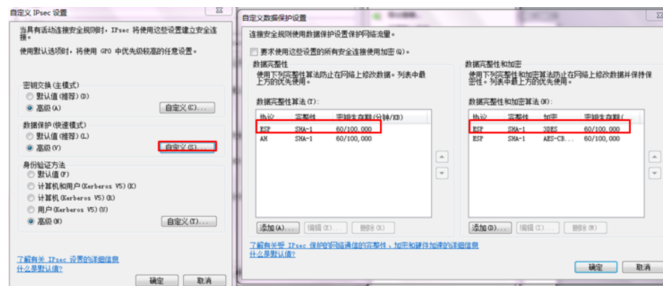 自定义 IPsec 设置
当具有活动连接安全规则时，IPsec 将使用这些设置建立安全连接。
使用默认选项时，将使用 GPO 中优先级较高的任意设置。
密钥交换(主模式)
默认值(推荐)(D)
高级(A)
自定义(C)...
数据保护(快速模式)
默认值(推荐)(L)
高级(V)
自定义(S)...
身份验证方法
默认值(F)
计算机和用户(Kerberos V5)(R)
计算机(Kerberos V5)(B)
用户(Kerberos V5)(U)
高级(N)
自定义(T)...
了解有关 IPsec 设置的详细信息
什么是默认值?
确定
取消
自定义数据保护设置
连接安全规则使用数据保护设置保护网络流量。
要求使用这些设置的所有安全连接使用加密(Q)。
数据完整性
使用下列完整性算法防止在网络上修改数据。列表中最上方的优先使用。
数据完整性算法(T):
协议 完整性 密钥生存期(分钟/KB)
ESP SHA-1 60/100,000
AH SHA-1 60/100,000
添加(A)...
编辑
删除
数据完整性和加密
使用下列完整性和加密算法防止在网络上修改数据并保持保密性。列表中最上方的优先使用。
数据完整性和加密算法(N):
协议 完整性 加密 密钥生存期(
ESP SHA-1 3DES 60/100,000
ESP SHA-1 AES-CB... 60/100,000
添加(D)...
编辑
删除
了解有关受 IPsec 保护的网络通信的完整性、加密和硬件加速的详细信息
什么是默认值?
确定
取消